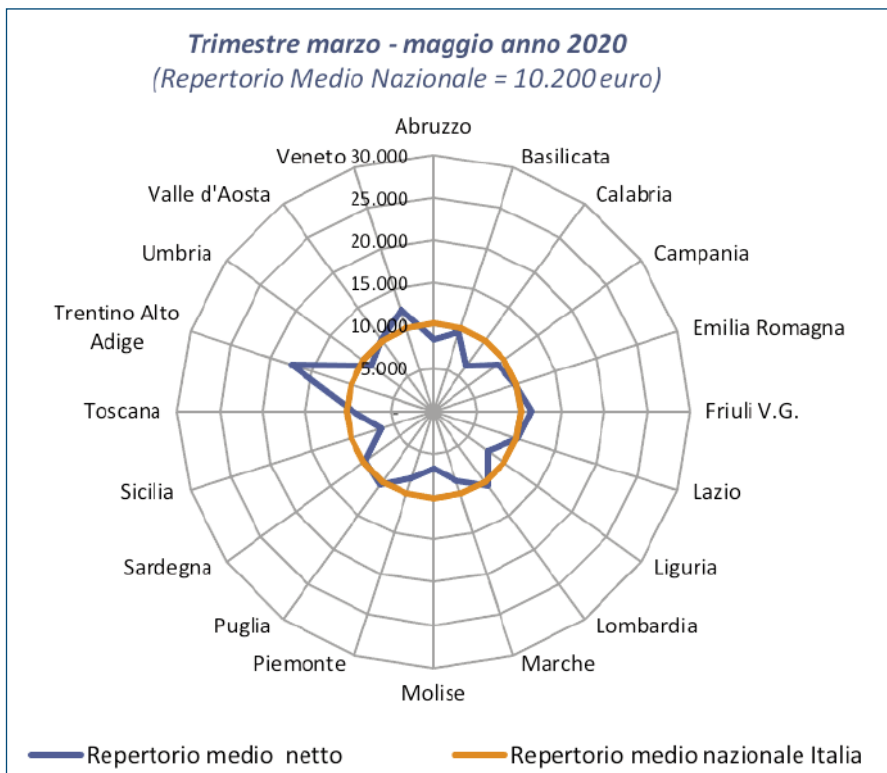 Trimestre marzo - maggio anno 2020
(Repertorio Medio Nazionale = 10.200 euro)
Abruzzo
Basilicata
Calabria
Campania
Emilia Romagna
Friuli V.G.
Lazio
Liguria
Lombardia
Marche
Molise
Piemonte
Puglia
Sardegna
Sicilia
Toscana
Trentino Alto
Adige
Umbria
Valle d'Aosta
Veneto
30.000
25.000
20.000
15.000
10.000
5.000
-
Repertorio medio netto
Repertorio medio nazionale Italia